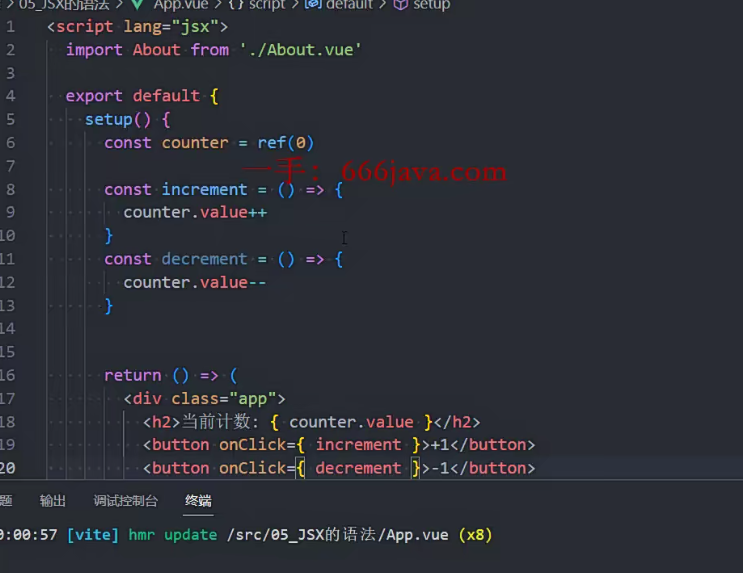 05_JSX的语法 > App.vue > {} script > default > setup
1 <script lang="jsx">
2 import About from './About.vue'
3
4 export default {
5 setup() {
6 const counter = ref(0)
7
一手：666java.com
8 const increment = () => {
9 counter.value++
10 }
11 const decrement = () => {
12 counter.value--
13 }
14
15
16 return () => (
17 <div class="app">
18 <h2>当前计数: { counter.value }</h2>
19 <button onClick={ increment }>+1</button>
20 <button onClick={ decrement }>-1</button>
题 输出 调试控制台 终端
:00:57 [vite] hmr update /src/05_JSX的语法/App.vue (x8)